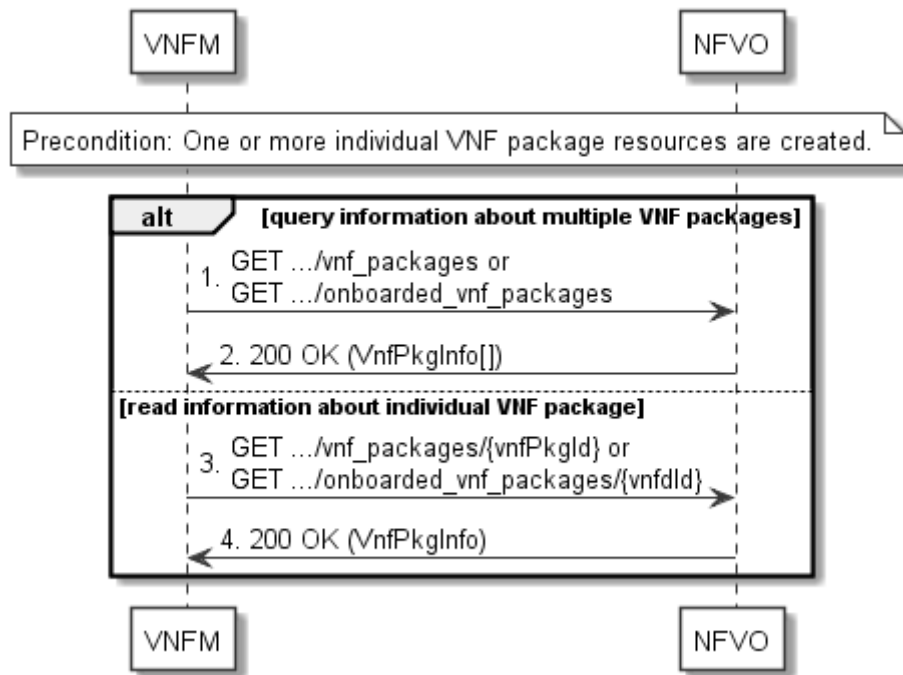 VNFM
NFVO
Precondition: One or more individual VNF package resources are created.
alt
[query information about multiple VNF packages]
1. GET .../vnf_packages or
GET .../onboarded_vnf_packages
2. 200 OK (VnfPkgInfo[])
[read information about individual VNF package]
3. GET .../vnf_packages/{vnfPkgId} or
GET .../onboarded_vnf_packages/{vnfdId}
4. 200 OK (VnfPkgInfo)
VNFM
NFVO